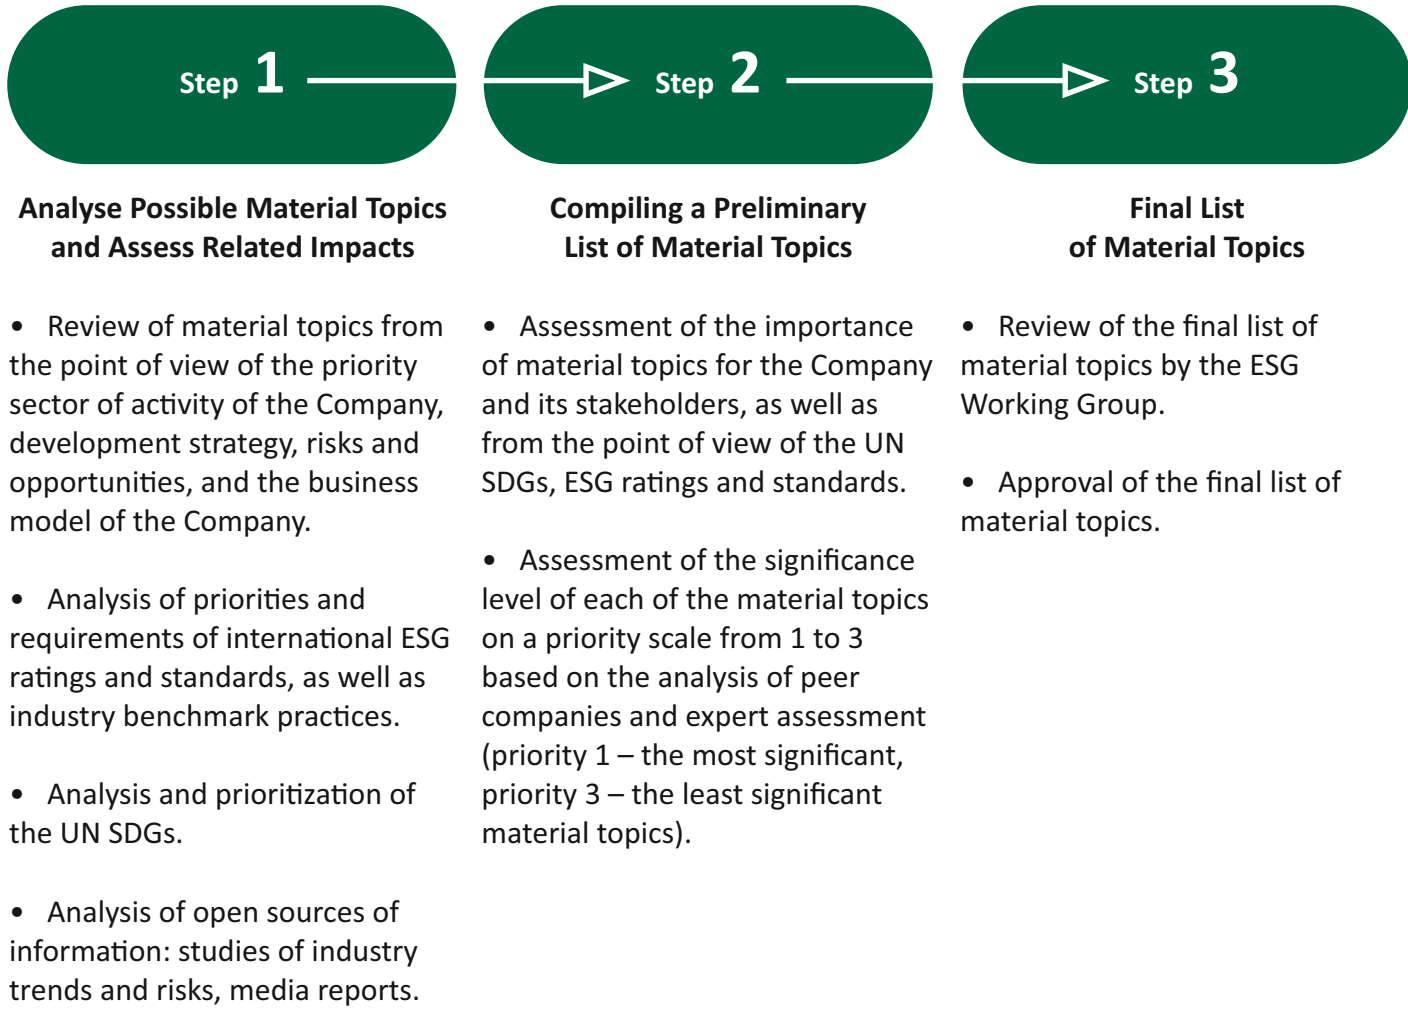 Step 1
Step 2
Step 3
Analyse Possible Material Topics
and Assess Related Impacts
• Review of material topics from
the point of view of the priority
sector of activity of the Company,
development strategy, risks and
opportunities, and the business
model of the Company.
• Analysis of priorities and
requirements of international ESG
ratings and standards, as well as
industry benchmark practices.
• Analysis and prioritization of
the UN SDGs.
• Analysis of open sources of
information: studies of industry
trends and risks, media reports.
Compiling a Preliminary
List of Material Topics
• Assessment of the importance
of material topics for the Company
and its stakeholders, as well as
from the point of view of the UN
SDGs, ESG ratings and standards.
• Assessment of the significance
level of each of the material topics
on a priority scale from 1 to 3
based on the analysis of peer
companies and expert assessment
(priority 1 – the most significant,
priority 3 – the least significant
material topics).
Final List
of Material Topics
• Review of the final list of
material topics by the ESG
Working Group.
• Approval of the final list of
material topics.